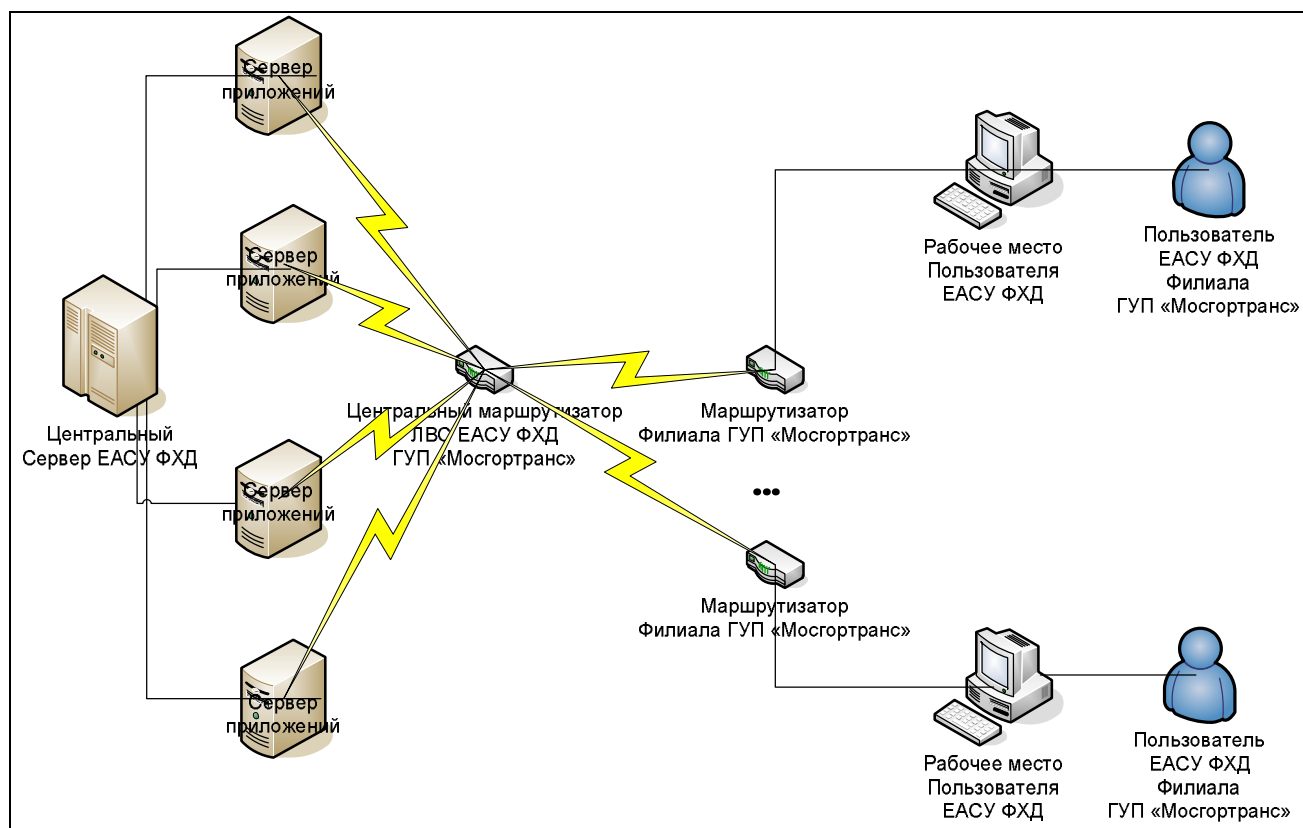 Сервер
приложений
Сервер
приложений
Рабочее место
Пользователя
ЕАСУ ФХД
Пользователь
ЕАСУ ФХД
Филиала
ГУП «Мосгортранс»
Центральный
Сервер ЕАСУ ФХД
Центральный маршрутизатор
ЛВС ЕАСУ ФХД
ГУП «Мосгортранс»
Маршрутизатор
Филиала ГУП «Мосгортранс»
...
Сервер
приложений
Маршрутизатор
Филиала ГУП «Мосгортранс»
Сервер
приложений
Рабочее место
Пользователя
ЕАСУ ФХД
Пользователь
ЕАСУ ФХД
Филиала
ГУП «Мосгортранс»